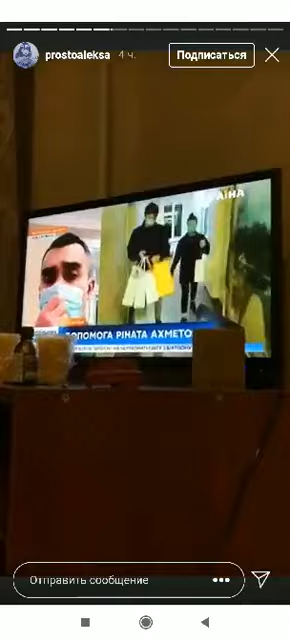 prostoaleksa 4 ч.
Подписаться
АЇНА
ДОПОМОГА РІНАТА АХМЕТО
Отправить сообщение